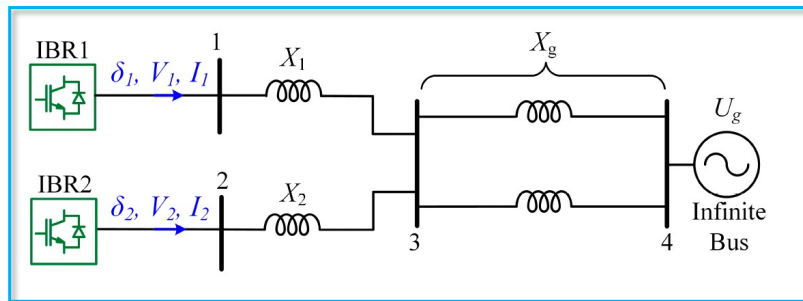 IBR1
δ1, V1, I1
1
X1
Xg
Ug
IBR2
δ2, V2, I2
2
X2
3
4
Infinite
Bus